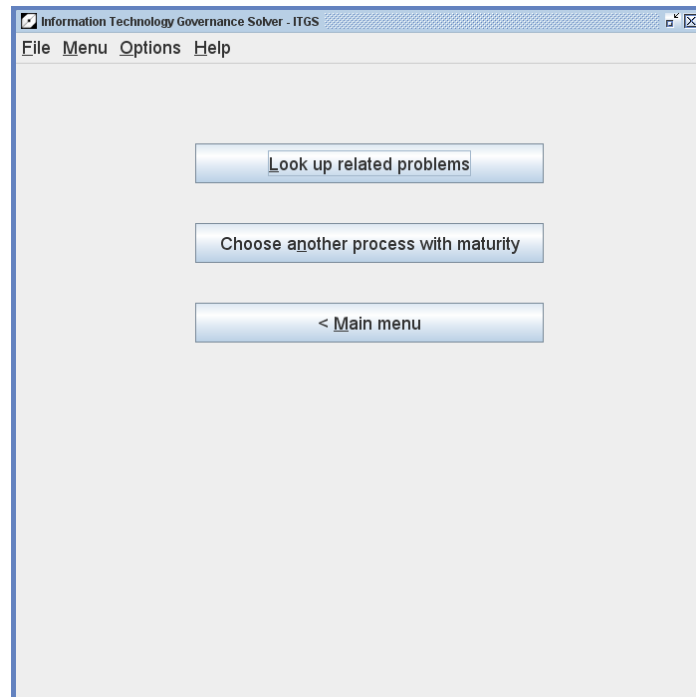 Information Technology Governance Solver - ITGS
File Menu Options Help
Look up related problems
Choose another process with maturity
< Main menu